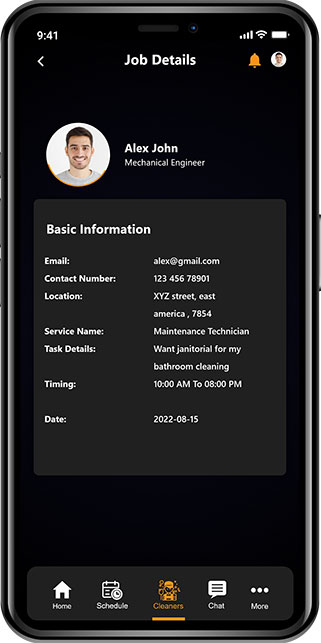 9:41
Job Details
Alex John
Mechanical Engineer
Basic Information
Email: alex@gmail.com
Contact Number: 123 456 78901
Location: XYZ street, east
america , 7854
Service Name: Maintenance Technician
Task Details: Want janitorial for my
bathroom cleaning
Timing: 10:00 AM To 08:00 PM
Date: 2022-08-15
Home Schedule Cleaners Chat More